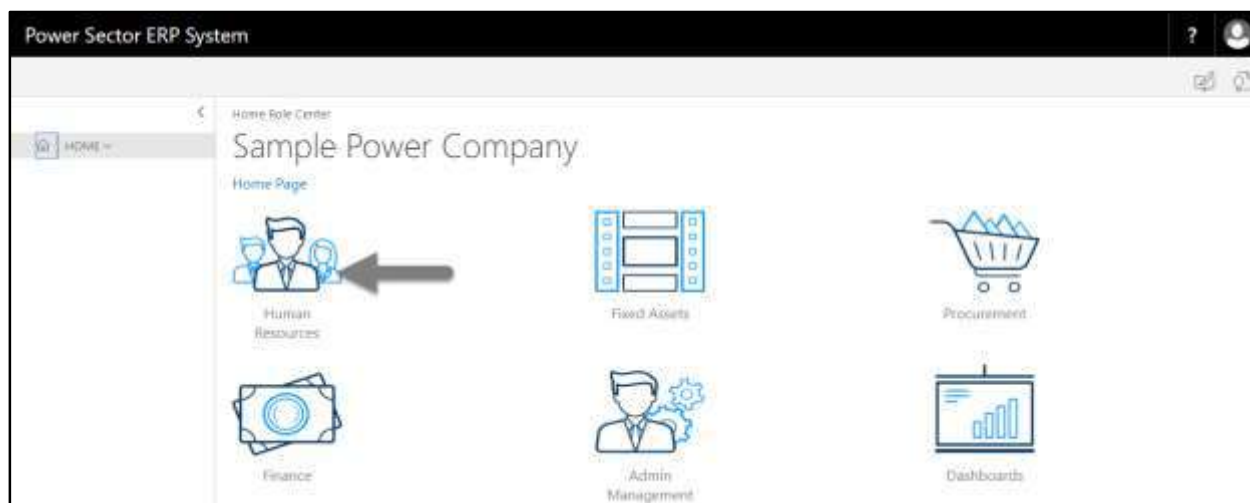 Power Sector ERP System
?
HOME
Home Role Center
Sample Power Company
Home Page
Human
Resources
Fixed Assets
Procurement
Finance
Admin
Management
Dashboards